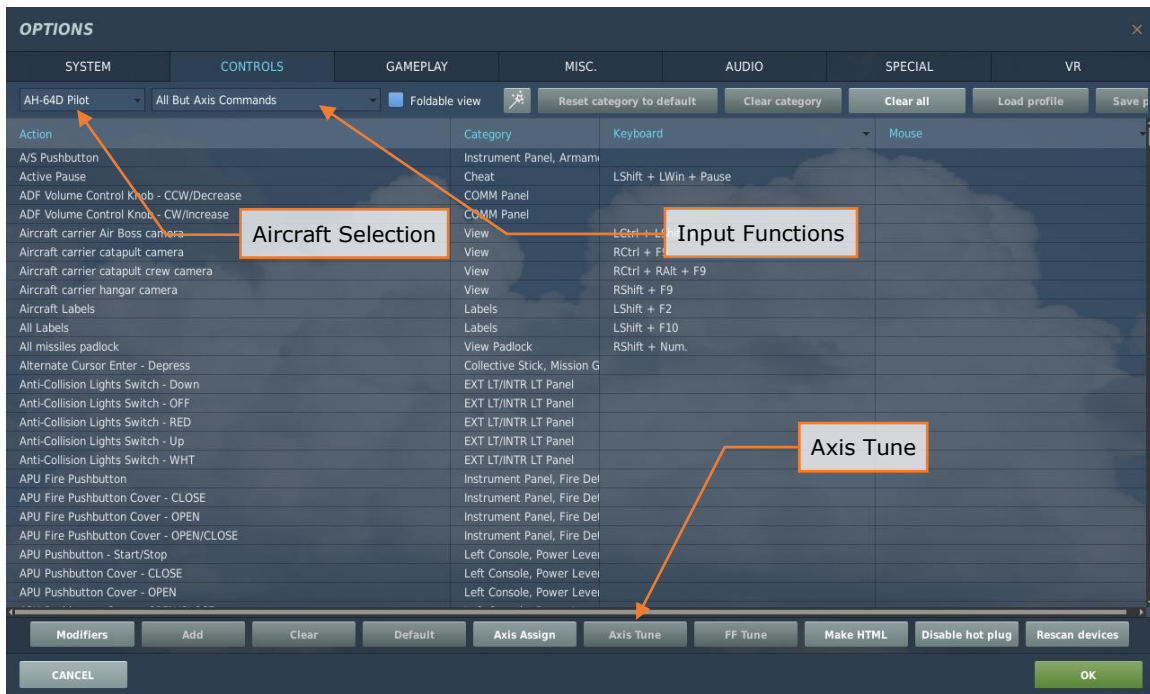 OPTIONS
SYSTEM CONTROLS GAMEPLAY MISC. AUDIO SPECIAL VR
AH-64D Pilot All But Axis Commands Foldable view Reset category to default Clear category Clear all Load profile Save p
Action Category Keyboard Mouse
A/S Pushbutton Instrument Panel, Armam
Active Pause Cheat LShift + LWin + Pause
ADF Volume Control Knob - CCW/Decrease COMM Panel
ADF Volume Control Knob - CW/Increase COMM Panel
Aircraft carrier Air Boss camera View
Aircraft Selection
Input Functions
Aircraft carrier catapult camera View RCtrl + F9
Aircraft carrier catapult crew camera View RCtrl + RAlt + F9
Aircraft carrier hangar camera View RShift + F9
Aircraft Labels Labels LShift + F2
All Labels Labels LShift + F10
All missiles padlock View Padlock RShift + Num.
Alternate Cursor Enter - Depress Collective Stick, Mission G
Anti-Collision Lights Switch - Down EXT LT/INTR LT Panel
Anti-Collision Lights Switch - OFF EXT LT/INTR LT Panel
Anti-Collision Lights Switch - RED EXT LT/INTR LT Panel
Anti-Collision Lights Switch - Up EXT LT/INTR LT Panel
Axis Tune
Anti-Collision Lights Switch - WHT EXT LT/INTR LT Panel
APU Fire Pushbutton Instrument Panel, Fire Det
APU Fire Pushbutton Cover - CLOSE Instrument Panel, Fire Det
APU Fire Pushbutton Cover - OPEN Instrument Panel, Fire Det
APU Fire Pushbutton Cover - OPEN/CLOSE Instrument Panel, Fire Det
APU Pushbutton - Start/Stop Left Console, Power Lever
APU Pushbutton Cover - CLOSE Left Console, Power Lever
APU Pushbutton Cover - OPEN Left Console, Power Lever
Modifiers Add Clear Default Axis Assign Axis Tune FF Tune Make HTML Disable hot plug Rescan devices
CANCEL OK